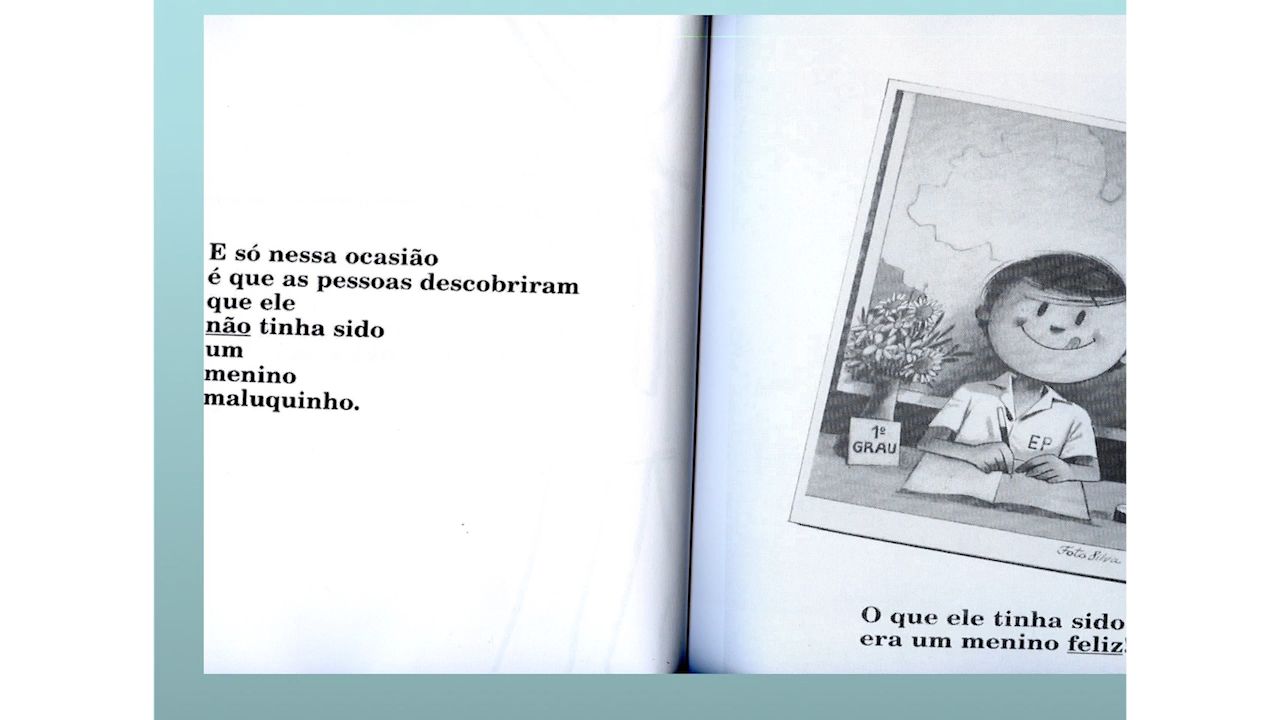 E só nessa ocasião
é que as pessoas descobriram
que ele
não tinha sido
um
menino
maluquinho.
1º
GRAU
EP
Foto Silva
O que ele tinha sido
era um menino feliz!